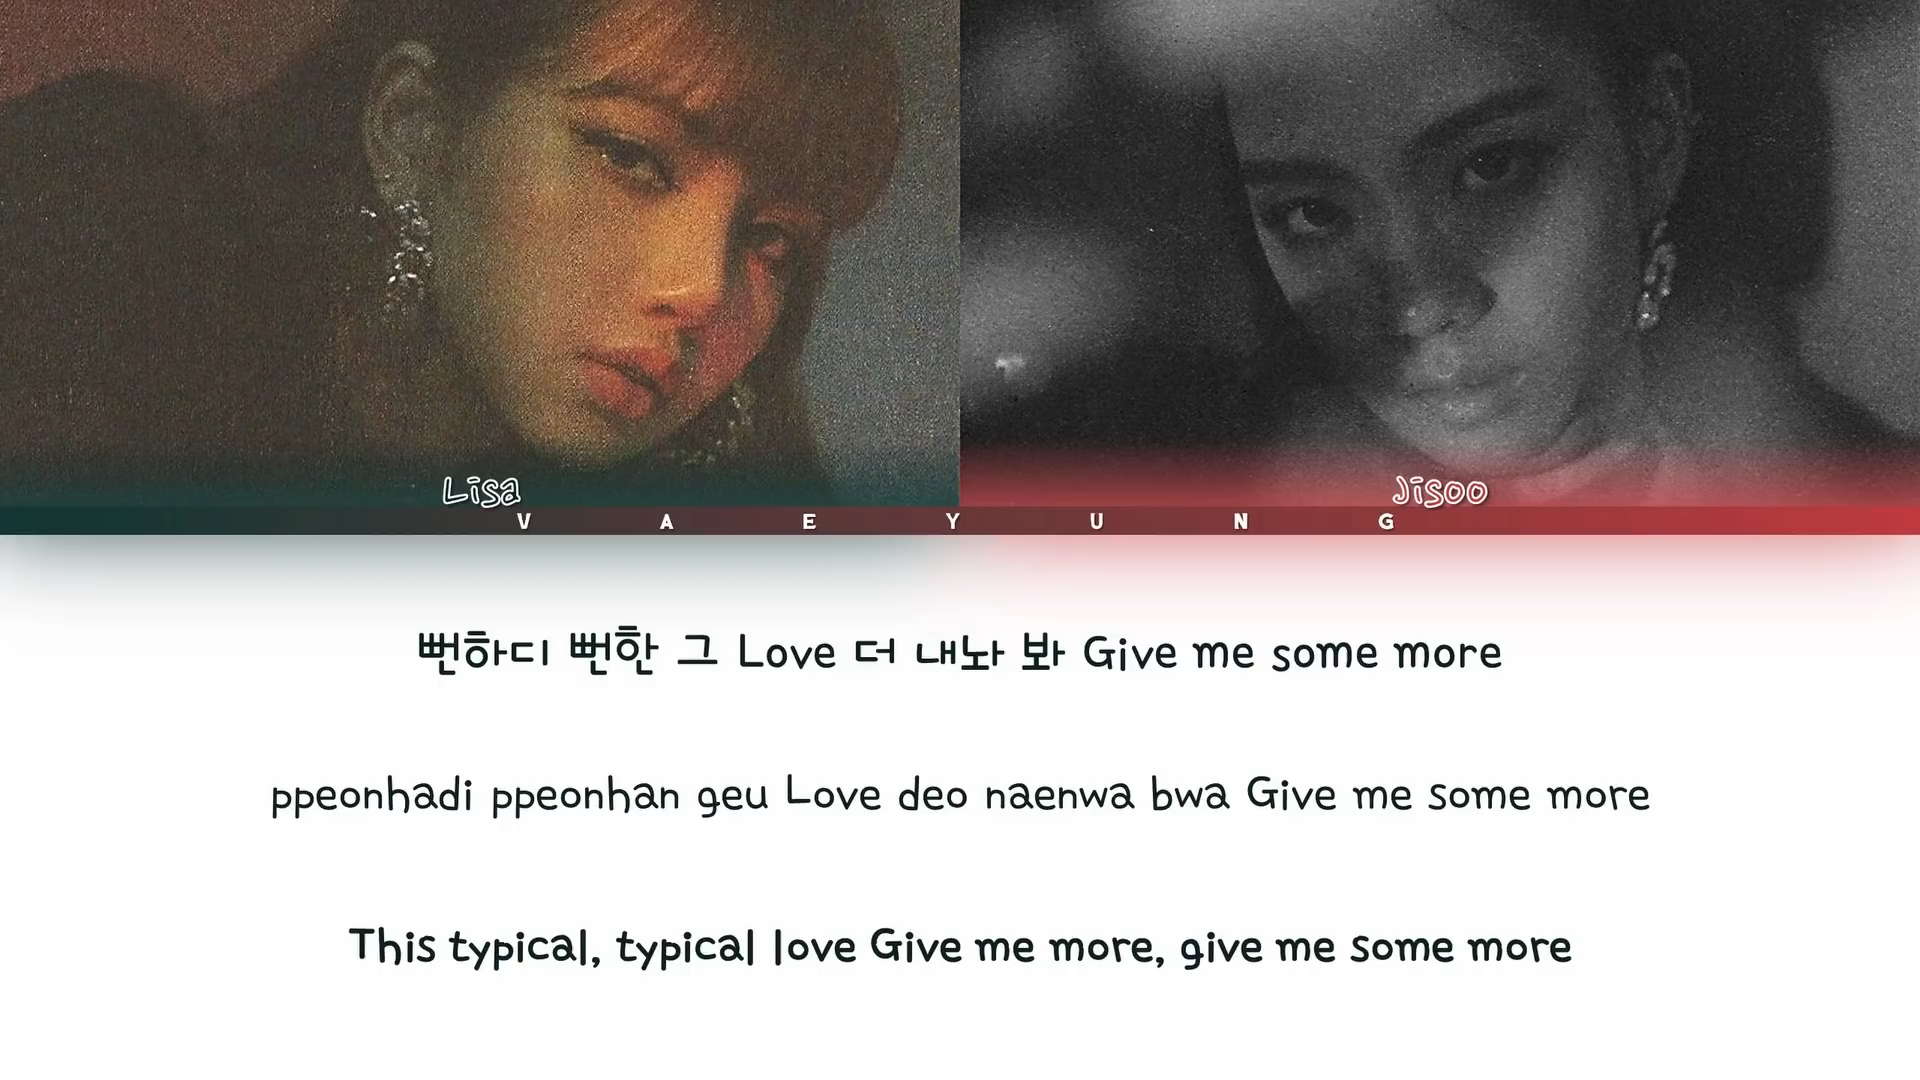 Lisa
Jisoo
V A E Y U N G
뻔하디 뻔한 그 Love 더 내놔 봐 Give me some more
ppeonhadi ppeonhan geu Love deo naenwa bwa Give me some more
This typical, typical love Give me more, give me some more